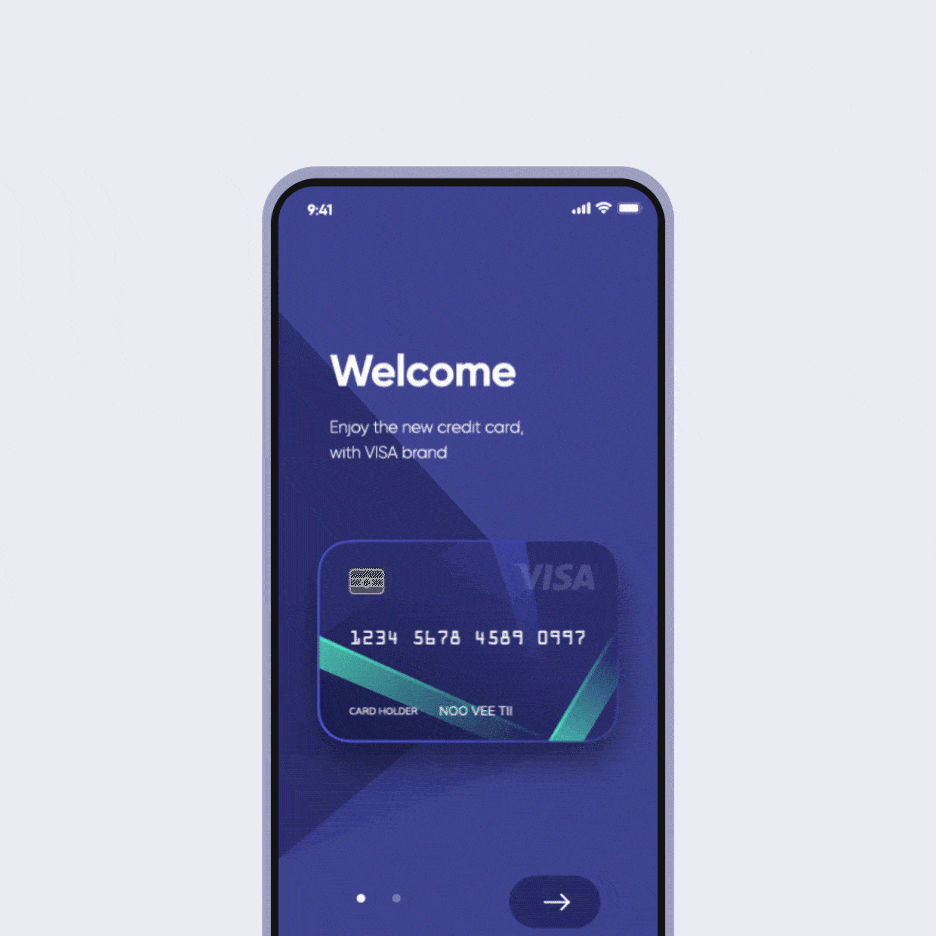 9:41
Welcome
Enjoy the new credit card,
with VISA brand
VISA
1234 5678 4589 0997
CARD HOLDER NOO VEE TII